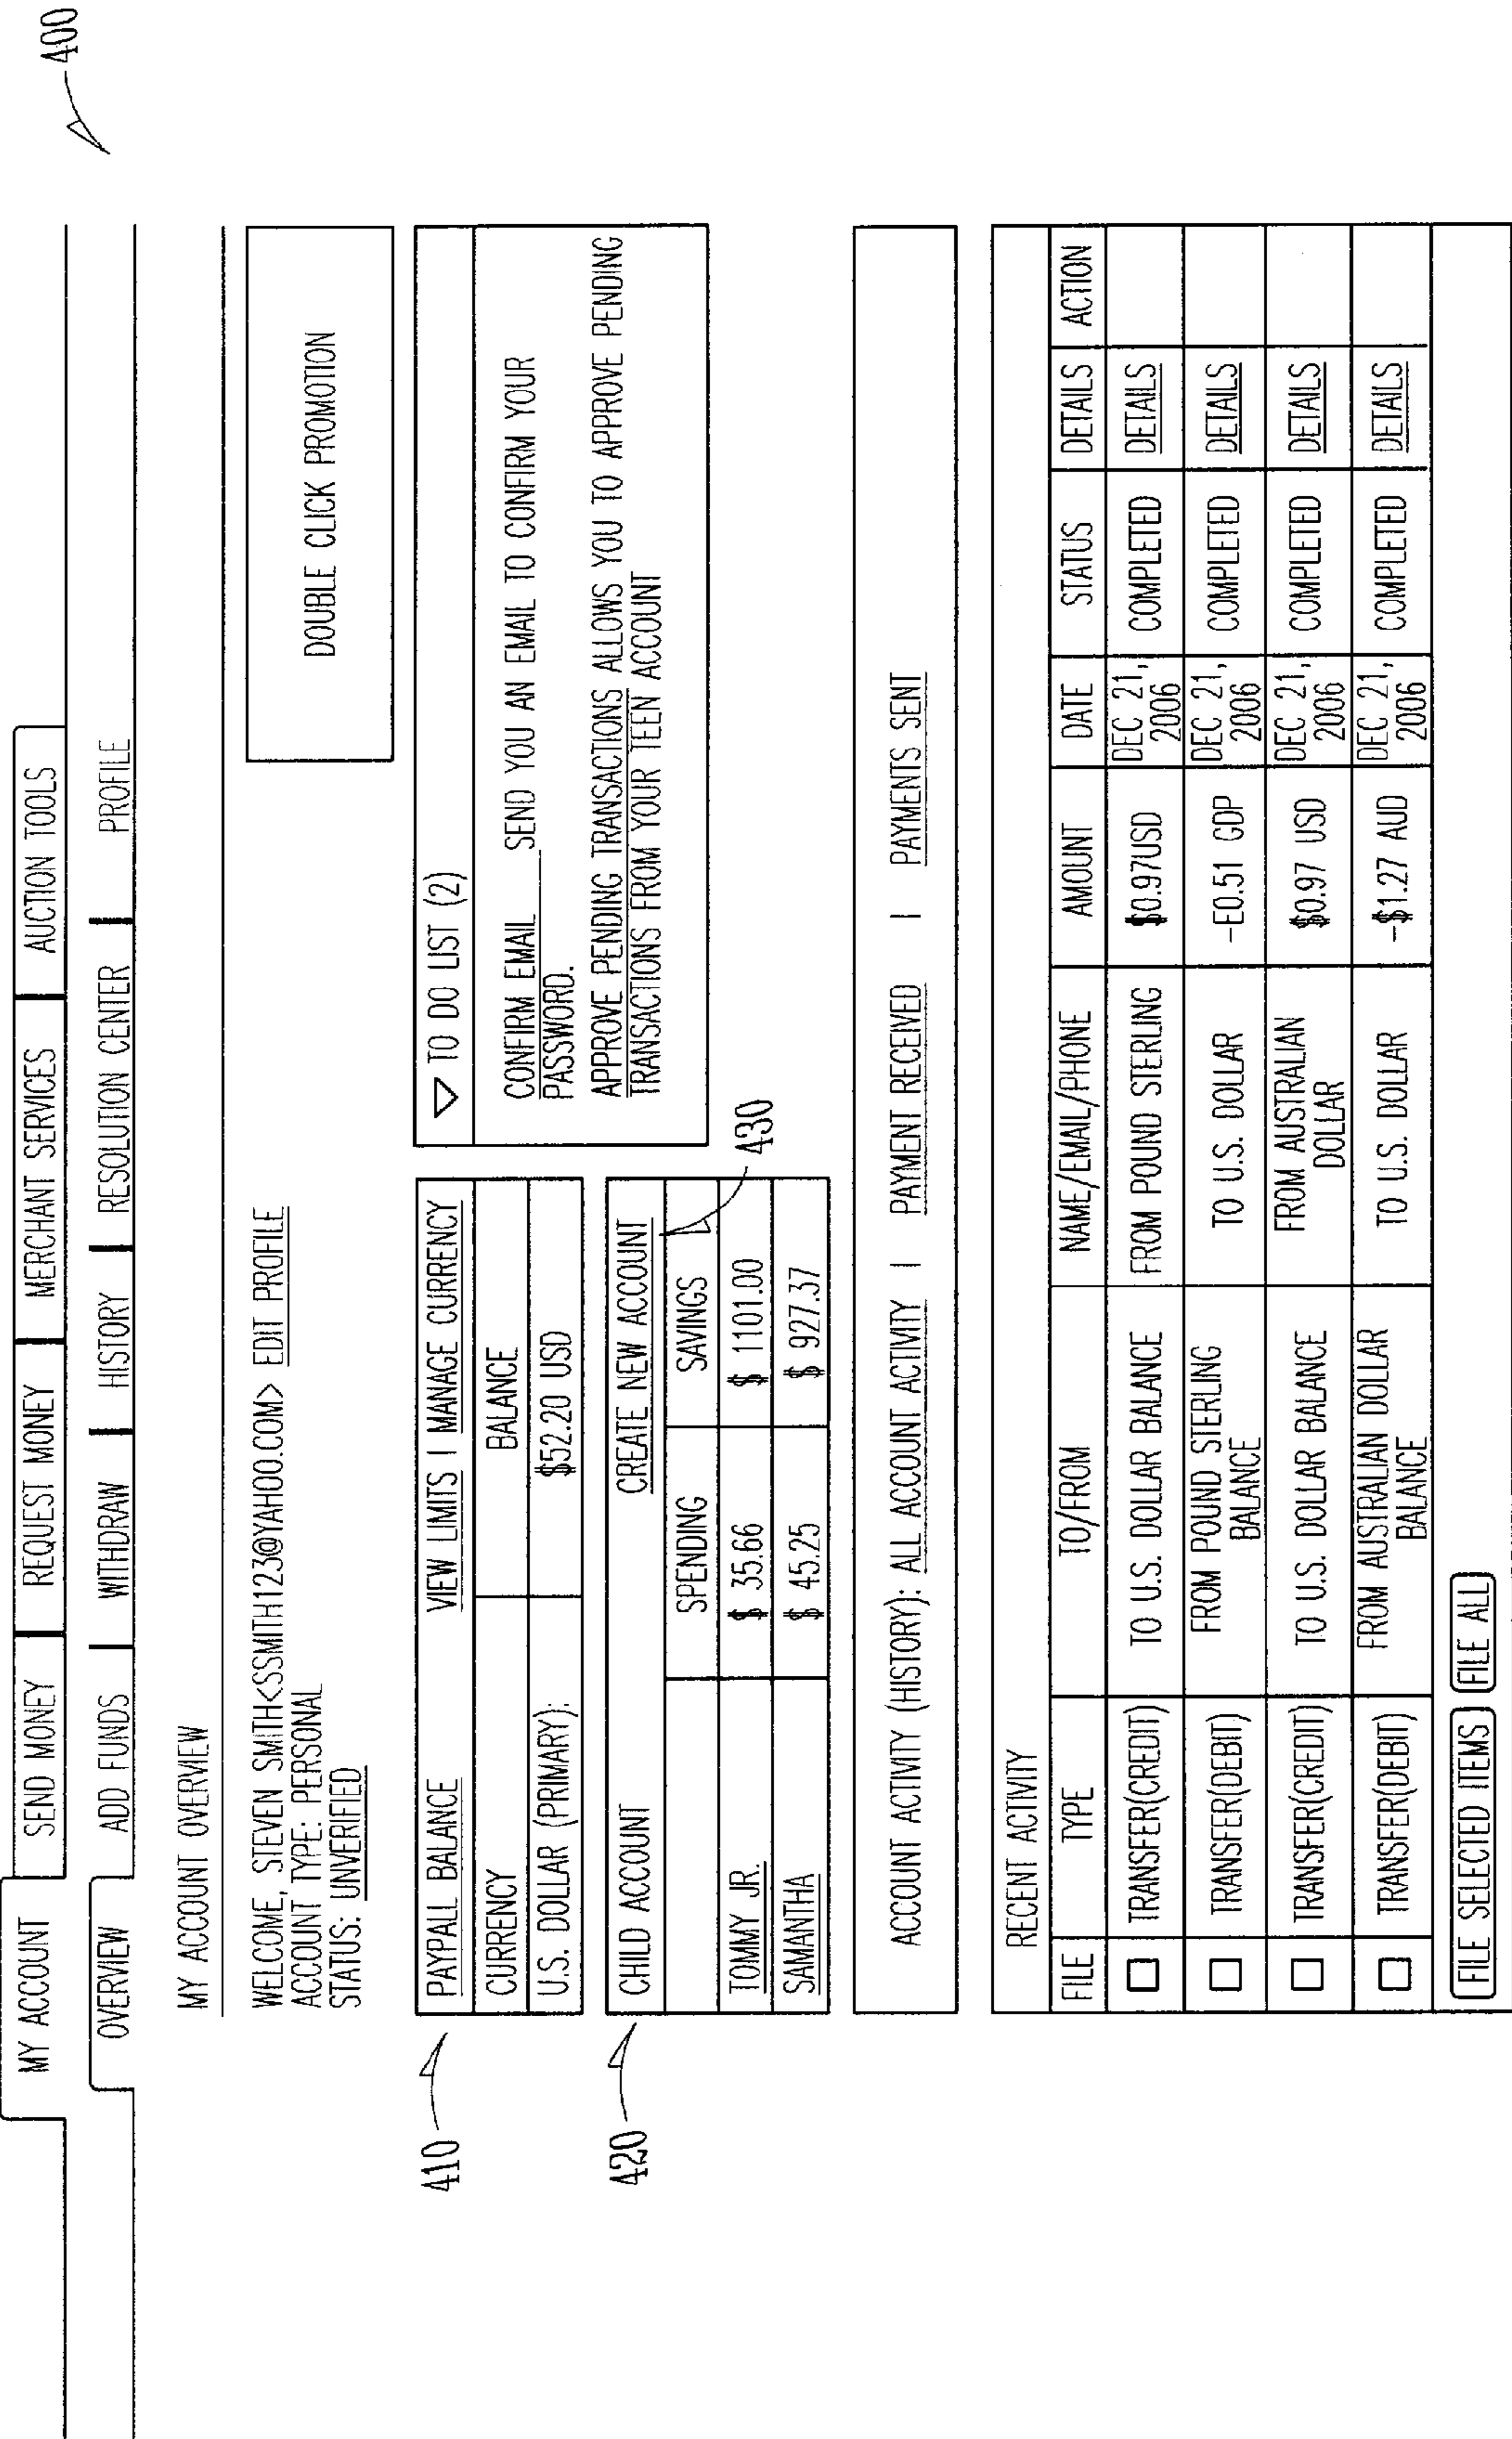 400
MY ACCOUNT SEND MONEY REQUEST MONEY MERCHANT SERVICES AUCTION TOOLS
OVERVIEW ADD FUNDS WITHDRAW HISTORY RESOLUTION CENTER PROFILE
MY ACCOUNT OVERVIEW
WELCOME, STEVEN SMITH<SSMITH123@YAHOO.COM> EDIT PROFILE
ACCOUNT TYPE: PERSONAL
STATUS: UNVERIFIED
DOUBLE CLICK PROMOTION
410
PAYPALL BALANCE VIEW LIMITS | MANAGE CURRENCY
CURRENCY BALANCE
U.S. DOLLAR (PRIMARY): $52.20 USD
TO DO LIST (2)
CONFIRM EMAIL SEND YOU AN EMAIL TO CONFIRM YOUR
PASSWORD.
APPROVE PENDING TRANSACTIONS ALLOWS YOU TO APPROVE PENDING
TRANSACTIONS FROM YOUR TEEN ACCOUNT
420
CHILD ACCOUNT CREATE NEW ACCOUNT
430
SPENDING SAVINGS
TOMMY JR. $ 35.66 $ 1101.00
SAMANTHA $ 45.25 $ 927.37
ACCOUNT ACTIVITY (HISTORY): ALL ACCOUNT ACTIVITY | PAYMENT RECEIVED | PAYMENTS SENT
RECENT ACTIVITY
FILE TYPE TO/FROM NAME/EMAIL/PHONE AMOUNT DATE STATUS DETAILS ACTION
TRANSFER(CREDIT) TO U.S. DOLLAR BALANCE FROM POUND STERLING $0.97USD DEC 21, COMPLETED DETAILS
2006
TRANSFER(DEBIT) FROM POUND STERLING TO U.S. DOLLAR -E0.51 GDP DEC 21, COMPLETED DETAILS
BALANCE 2006
TRANSFER(CREDIT) TO U.S. DOLLAR BALANCE FROM AUSTRALIAN $0.97 USD DEC 21, COMPLETED DETAILS
DOLLAR 2006
TRANSFER(DEBIT) FROM AUSTRALIAN DOLLAR TO U.S. DOLLAR -$1.27 AUD DEC 21, COMPLETED DETAILS
BALANCE 2006
FILE SELECTED ITEMS FILE ALL